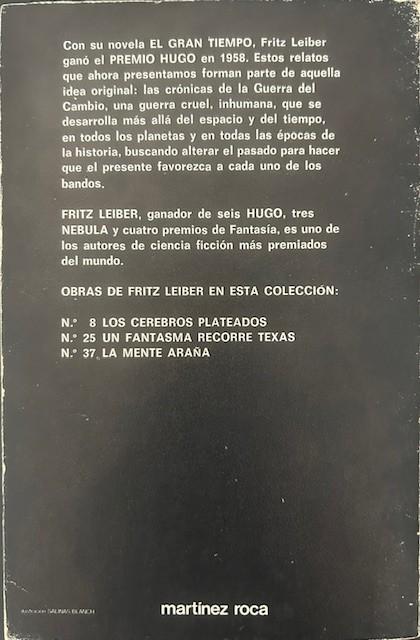 Con su novela EL GRAN TIEMPO, Fritz Leiber
ganó el PREMIO HUGO en 1958. Estos relatos
que ahora presentamos forman parte de aquella
idea original: las crónicas de la Guerra del
Cambio, una guerra cruel, inhumana, que se
desarrolla más allá del espacio y del tiempo,
en todos los planetas y en todas las épocas de
la historia, buscando alterar el pasado para hacer
que el presente favorezca a cada uno de los
bandos.
FRITZ LEIBER, ganador de seis HUGO, tres
NEBULA y cuatro premios de Fantasía, es uno de
los autores de ciencia ficción más premiados
del mundo.
OBRAS DE FRITZ LEIBER EN ESTA COLECCIÓN:
N.º 8 LOS CEREBROS PLATEADOS
N.º 25 UN FANTASMA RECORRE TEXAS
N.º 37 LA MENTE ARAÑA
Ilustración SALINAS BLANCH
martínez roca